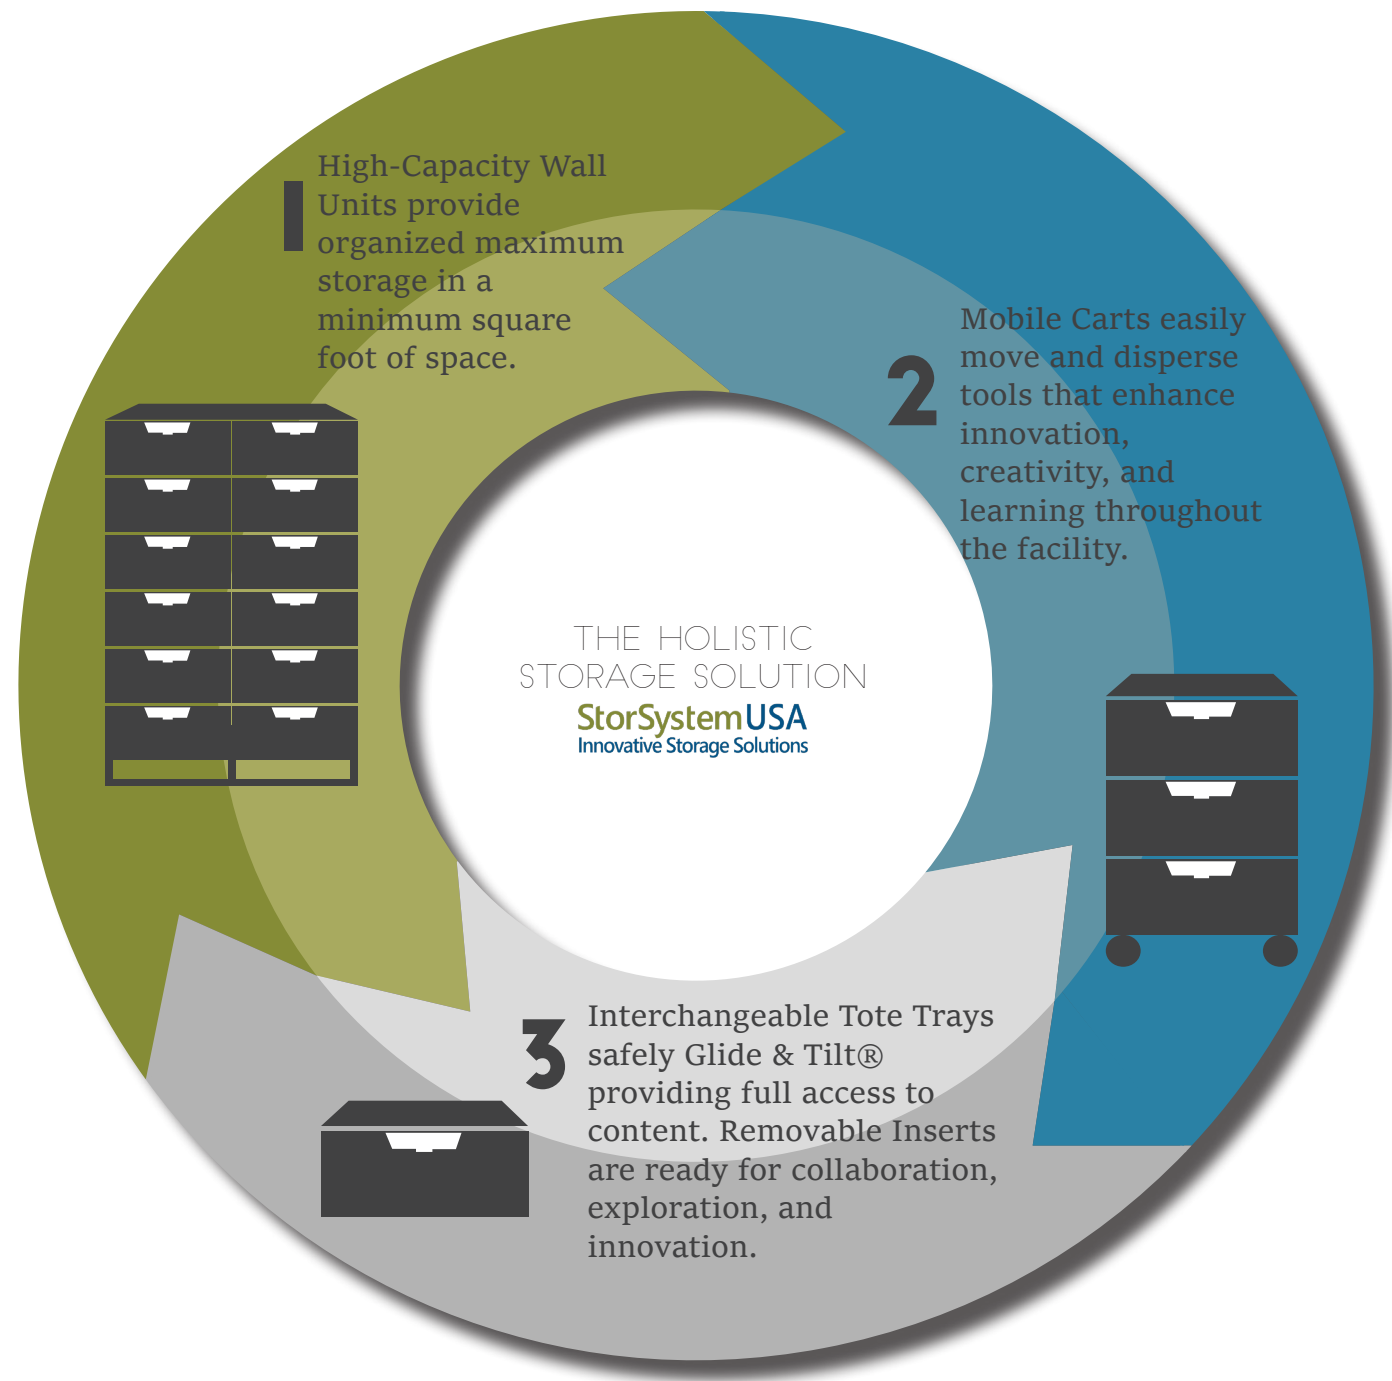 1
High-Capacity Wall
Units provide
organized maximum
storage in a
minimum square
foot of space.
2
Mobile Carts easily
move and disperse
tools that enhance
innovation,
creativity, and
learning throughout
the facility.
THE HOLISTIC
STORAGE SOLUTION
StorSystemUSA
Innovative Storage Solutions
3
Interchangeable Tote Trays
safely Glide & Tilt®
providing full access to
content. Removable Inserts
are ready for collaboration,
exploration, and
innovation.